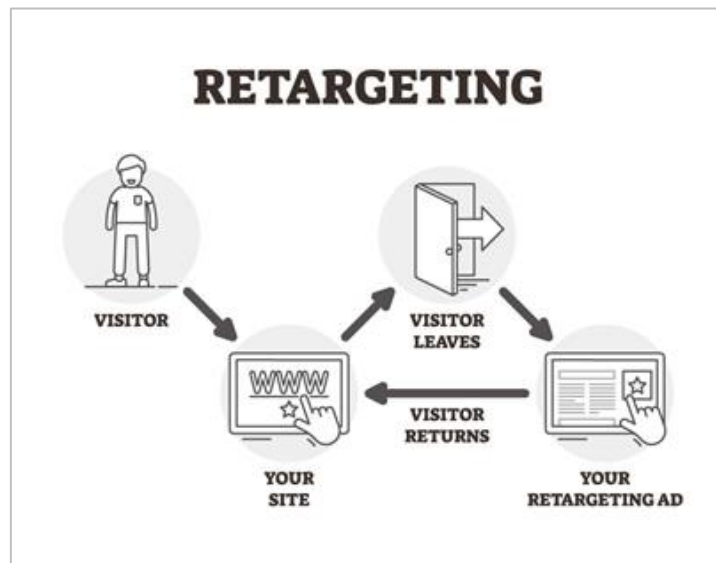 RETARGETING
VISITOR
VISITOR
LEAVES
WWW
VISITOR
RETURNS
YOUR
SITE
YOUR
RETARGETING AD